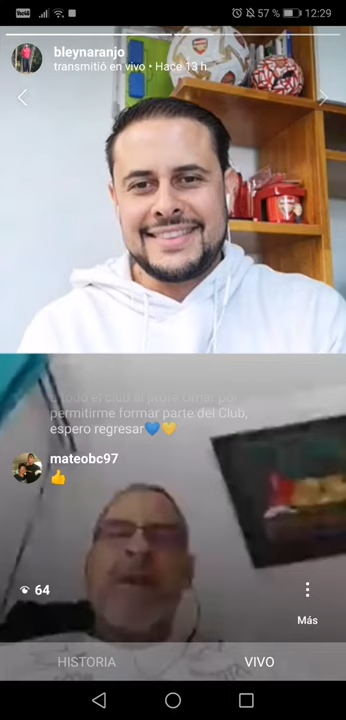 57 % 12:29
bleynaranjo
transmitió en vivo • Hace 13 h
a todo el club al profe Omar por
permitirme formar parte del Club,
espero regresar💙💛
mateobc97
👍
64
Más
HISTORIA VIVO